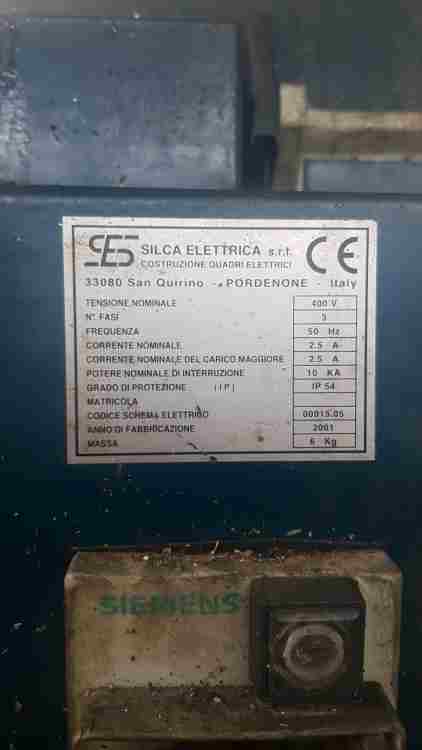 SES SILCA ELETTRICA s.r.l. CE
COSTRUZIONE QUADRI ELETTRICI
33080 San Quirino - PORDENONE - Italy
TENSIONE NOMINALE 400 V
N. FASI 3
FREQUENZA 50 Hz
CORRENTE NOMINALE 2.5 A
CORRENTE NOMINALE DEL CARICO MAGGIORE 2.5 A
POTERE NOMINALE DI INTERRUZIONE 10 KA
GRADO DI PROTEZIONE (IP) IP 54
MATRICOLA
CODICE SCHEMA ELETTRICO 00015.05
ANNO DI FABBRICAZIONE 2001
MASSA 6 Kg
SIEMENS